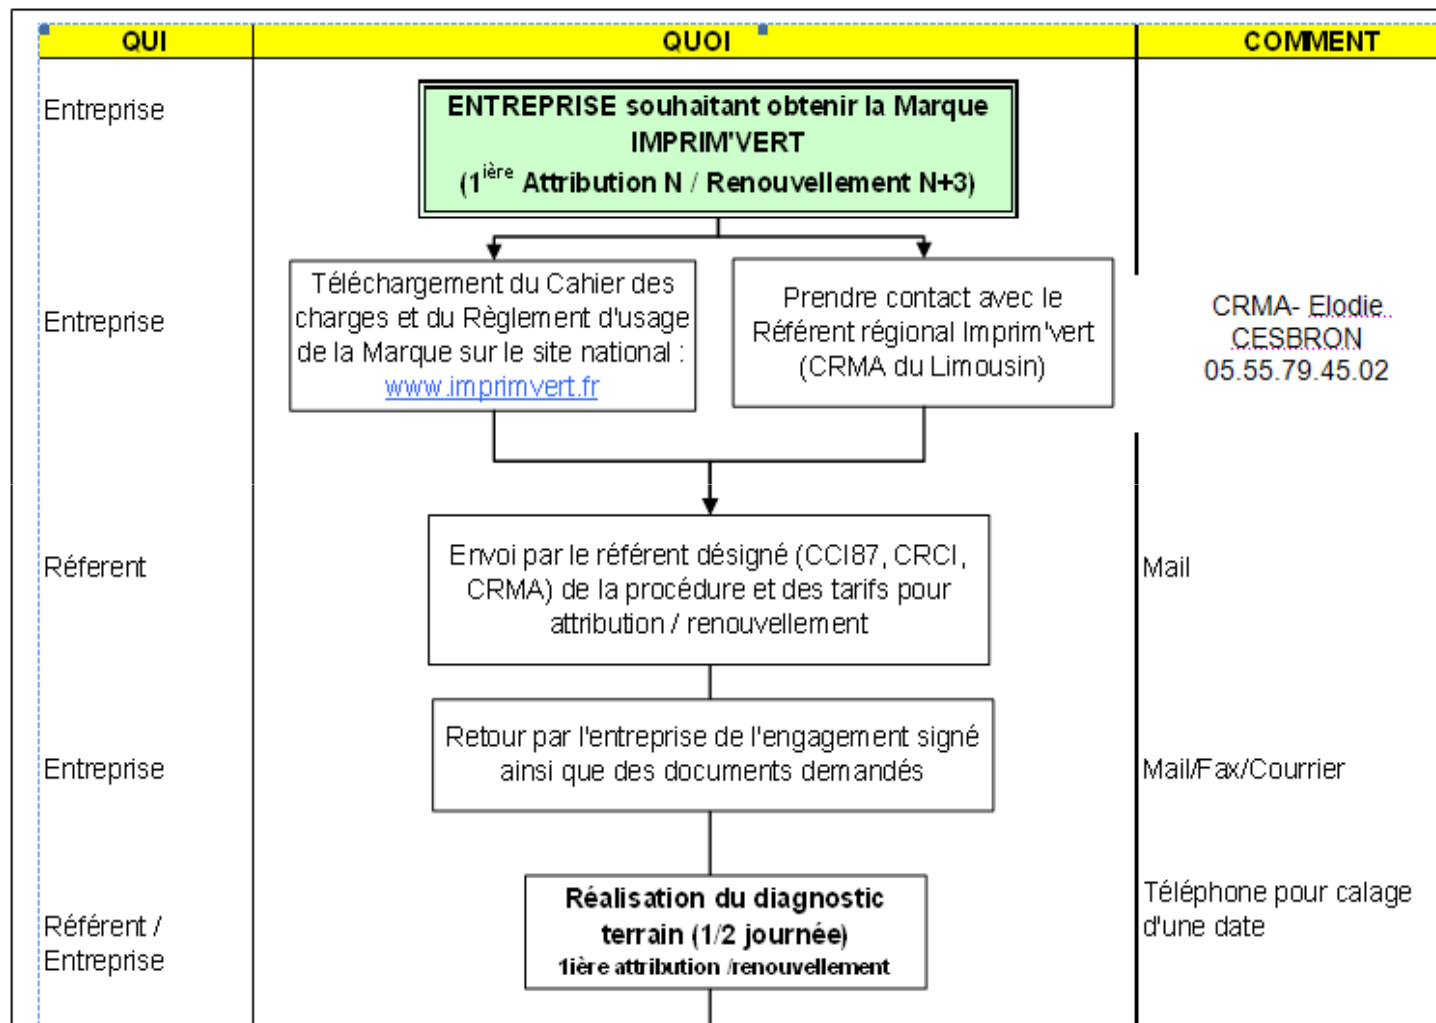 QUI
QUOI
COMMENT
Entreprise
ENTREPRISE souhaitant obtenir la Marque
IMPRIM'VERT
(1ière Attribution N / Renouvellement N+3)
Entreprise
Téléchargement du Cahier des
charges et du Règlement d'usage
de la Marque sur le site national :
www.imprimvert.fr
Prendre contact avec le
Référent régional Imprim'vert
(CRMA du Limousin)
CRMA- Elodie
CESBRON
05.55.79.45.02
Réferent
Envoi par le référent désigné (CCI87, CRCI,
CRMA) de la procédure et des tarifs pour
attribution / renouvellement
Mail
Entreprise
Retour par l'entreprise de l'engagement signé
ainsi que des documents demandés
Mail/Fax/Courrier
Référent /
Entreprise
Réalisation du diagnostic
terrain (1/2 journée)
1ière attribution /renouvellement
Téléphone pour calage
d'une date